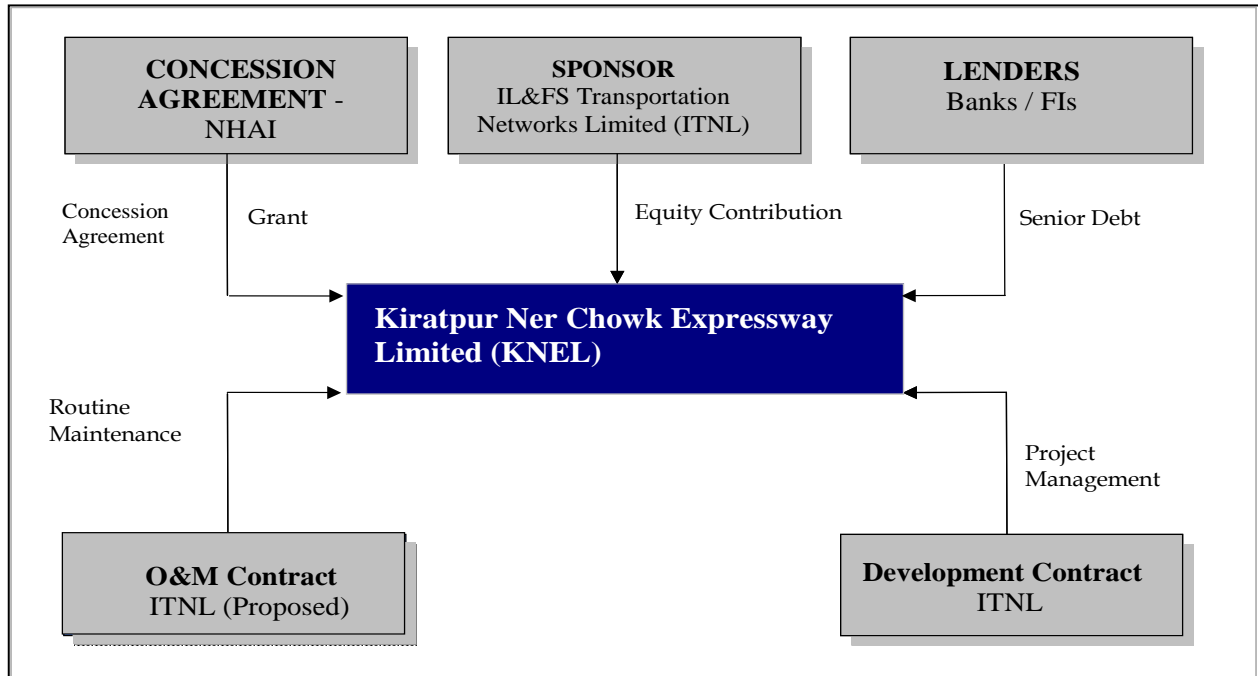 CONCESSION
AGREEMENT -
NHAI
SPONSOR
IL&FS Transportation
Networks Limited (ITNL)
LENDERS
Banks / FIs
Concession
Agreement
Grant
Equity Contribution
Senior Debt
Kiratpur Ner Chowk Expressway
Limited (KNEL)
Routine
Maintenance
Project
Management
O&M Contract
ITNL (Proposed)
Development Contract
ITNL